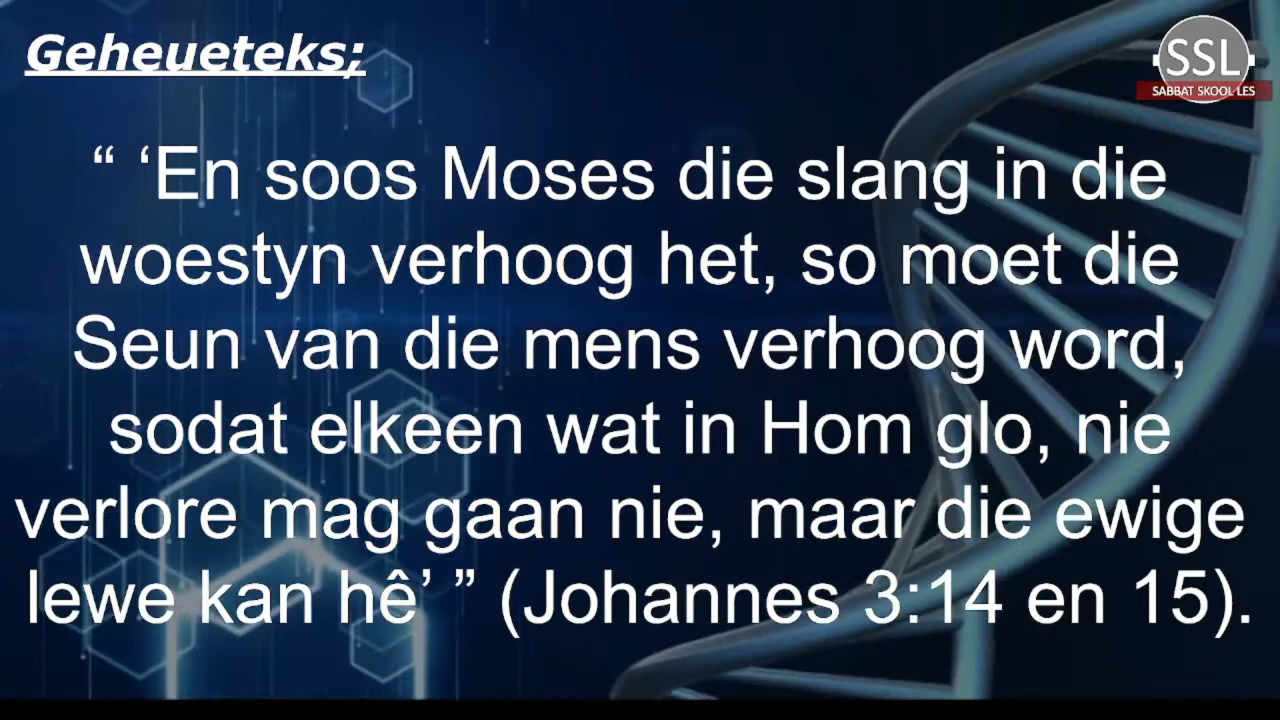 Geheueteks;
SSL
SABBAT SKOOL LES
“ ‘En soos Moses die slang in die
woestyn verhoog het, so moet die
Seun van die mens verhoog word,
sodat elkeen wat in Hom glo, nie
verlore mag gaan nie, maar die ewige
lewe kan hê’ ” (Johannes 3:14 en 15).